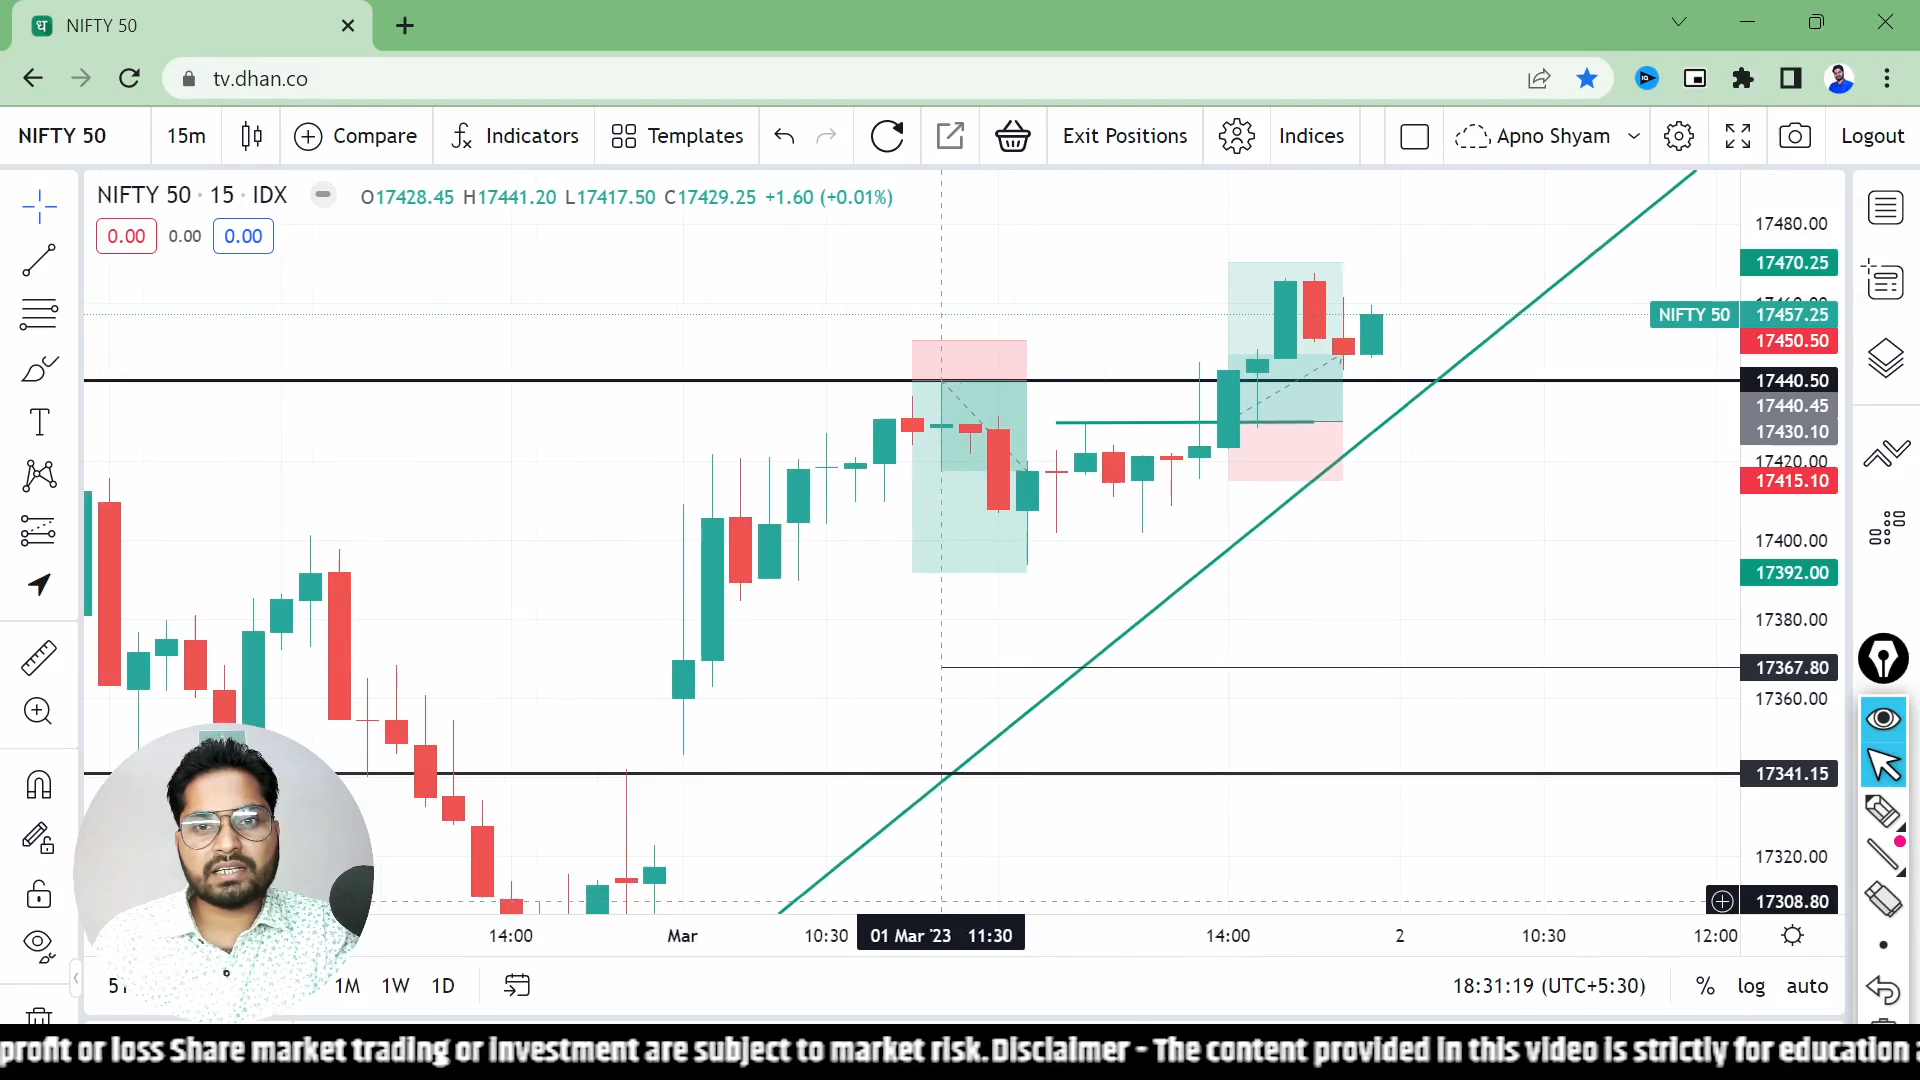 NIFTY 50
tv.dhan.co
NIFTY 50 15m Compare Indicators Templates Exit Positions Indices Apno Shyam Logout
NIFTY 50 · 15 · IDX O17428.45 H17441.20 L17417.50 C17429.25 +1.60 (+0.01%)
0.00 0.00 0.00
17480.00
17470.25
NIFTY 50 17457.25
17450.50
17440.50
17440.45
17430.10
17420.00
17415.10
17400.00
17392.00
17380.00
17367.80
17360.00
17341.15
17320.00
17308.80
14:00 Mar 10:30 01 Mar '23 11:30 14:00 2 10:30 12:00
1M 1W 1D 18:31:19 (UTC+5:30) % log auto
profit or loss Share market trading or investment are subject to market risk. Disclaimer - The content provided in this video is strictly for education